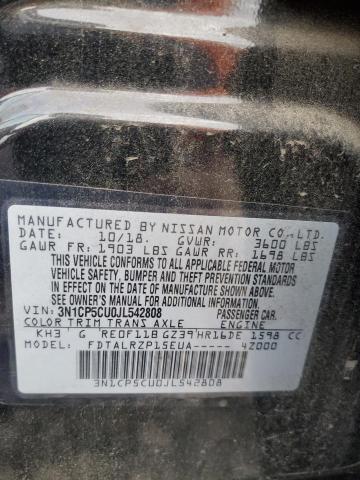 MANUFACTURED BY NISSAN MOTOR CO., LTD.
DATE: 10/18. GVWR: 3600 LBS
GAWR FR: 1903 LBS GAWR RR: 1698 LBS
THIS VEHICLE CONFORMS TO ALL APPLICABLE FEDERAL MOTOR
VEHICLE SAFETY, BUMPER AND THEFT PREVENTION STANDARDS
IN EFFECT ON THE DATE OF MANUFACTURE SHOWN ABOVE.
SEE OWNER'S MANUAL FOR ADDITIONAL INFORMATION.
VIN: 3N1CP5CU0JL542808 PASSENGER CAR.
COLOR TRIM TRANS AXLE ENGINE
KH3 G RE0F11B GZ39 HR16DE 1598 CC
MODEL: FDTALRZP15EUA----- 4Z000
3N1CP5CU0JL542808